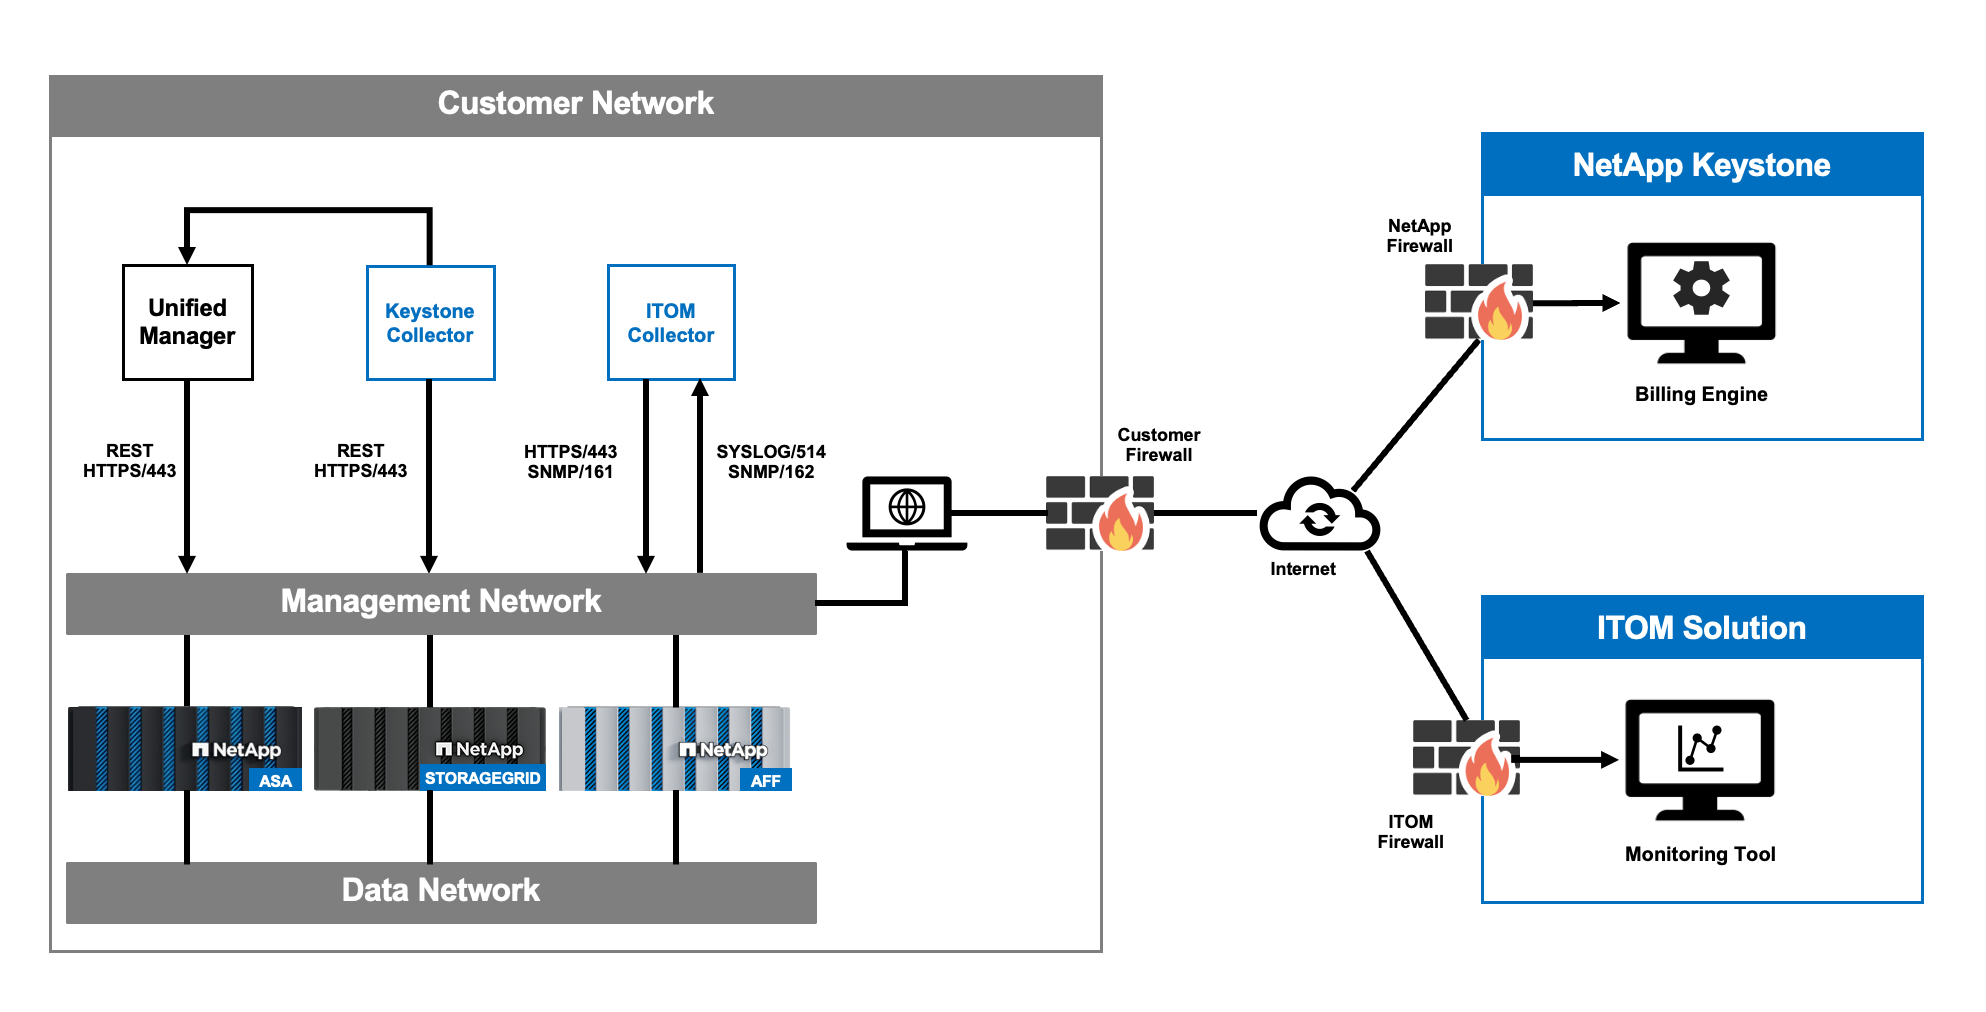 Customer Network
Unified
Manager
Keystone
Collector
ITOM
Collector
REST
HTTPS/443
REST
HTTPS/443
HTTPS/443
SNMP/161
SYSLOG/514
SNMP/162
Management Network
NetApp
ASA
NetApp
STORAGEGRID
NetApp
AFF
Data Network
Customer
Firewall
Internet
NetApp
Firewall
NetApp Keystone
Billing Engine
ITOM Solution
ITOM
Firewall
Monitoring Tool